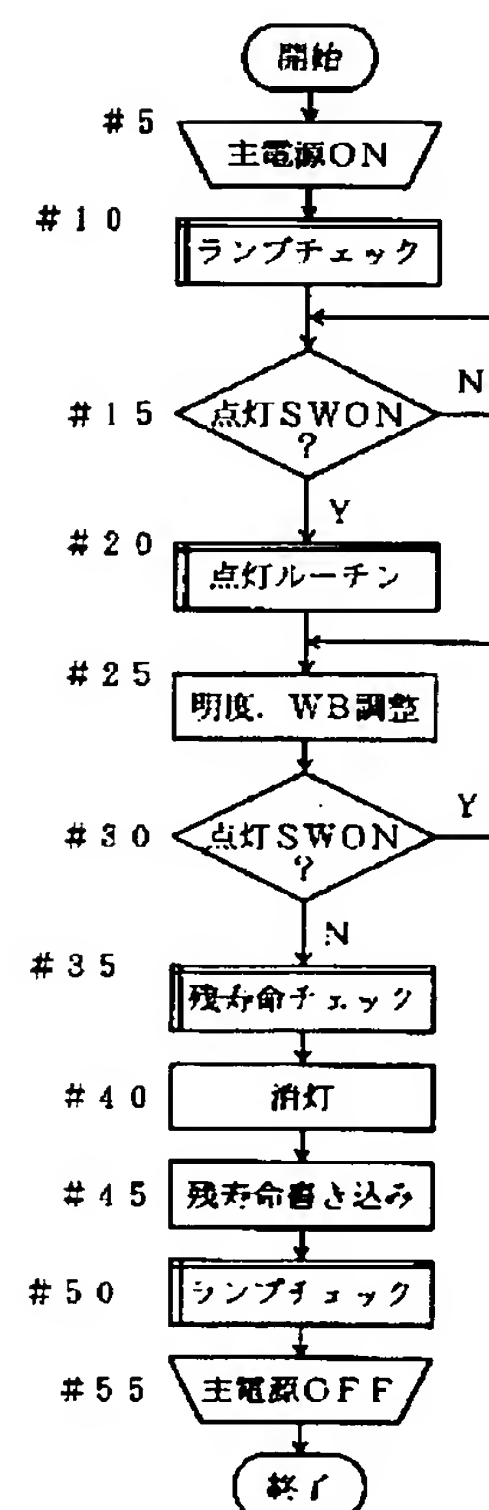 開始
#5
主電源ON
#10
ランプチェック
#15
点灯SWON
?
N
Y
#20
点灯ルーチン
#25
明度．WB調整
#30
点灯SWON
?
Y
N
#35
残寿命チェック
#40
消灯
#45
残寿命書き込み
#50
ランプチェック
#55
主電源OFF
終了